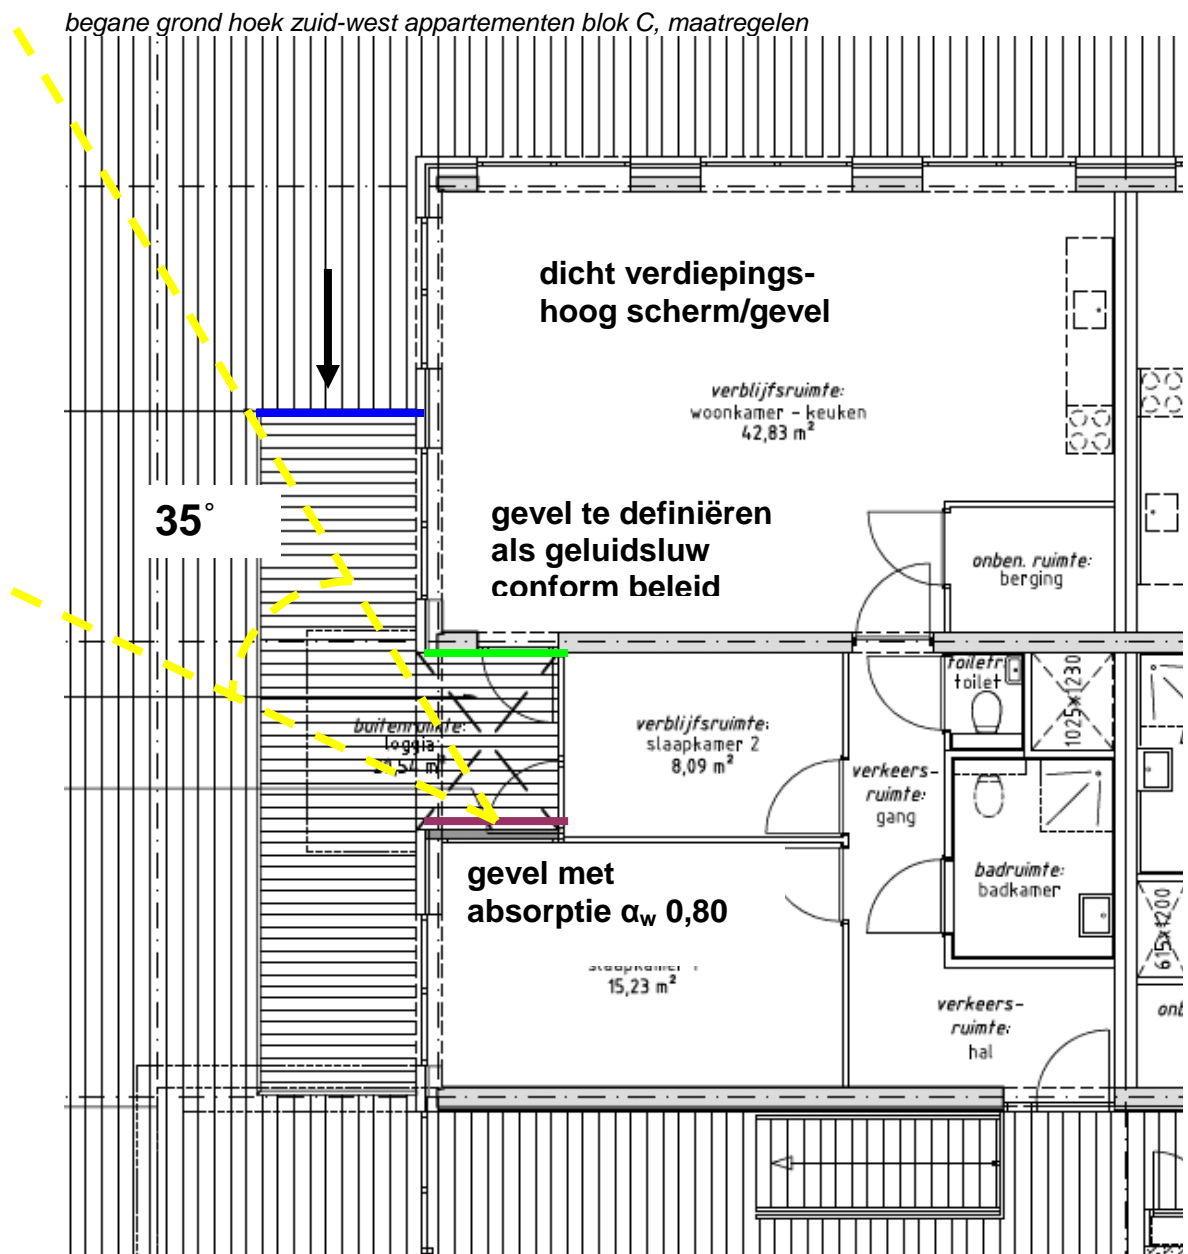 begane grond hoek zuid-west appartementen blok C, maatregelen
dicht verdiepings-
hoog scherm/gevel
verblijfsruimte:
woonkamer - keuken
42,83 m²
35°
gevel te definiëren
als geluidsluw
conform beleid
onben. ruimte:
berging
toilet
1025x1230
buitenruimte:
loggia
verblijfsruimte:
slaapkamer 2
8,09 m²
verkeers-
ruimte:
gang
badruimte:
badkamer
gevel met
absorptie αw 0,80
15,23 m²
615x1200
verkeers-
ruimte:
hal